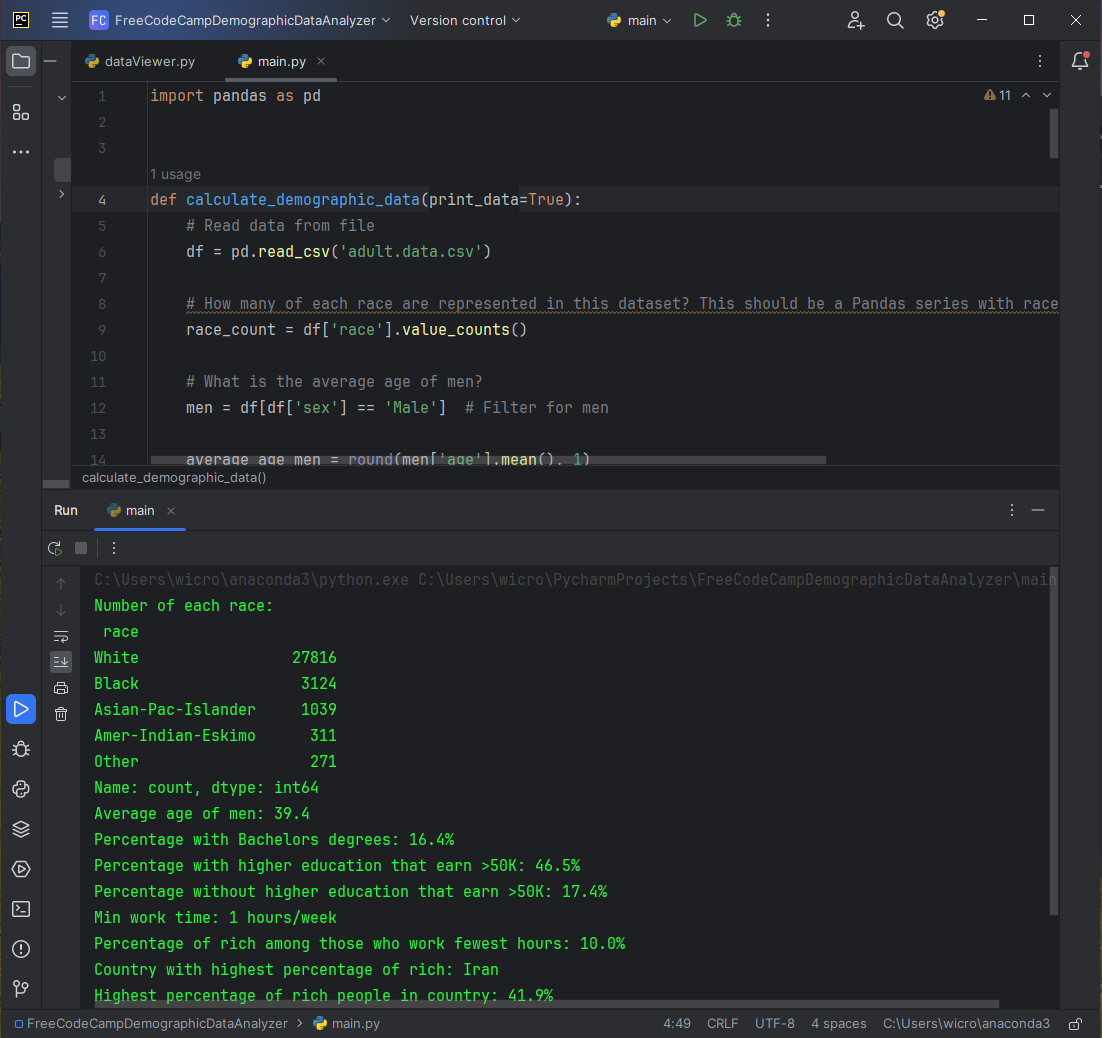 PC
FC FreeCodeCampDemographicDataAnalyzer Version control main
dataViewer.py main.py
1 import pandas as pd
11
2
3
1 usage
4 def calculate_demographic_data(print_data=True):
5 # Read data from file
6 df = pd.read_csv('adult.data.csv')
7
8 # How many of each race are represented in this dataset? This should be a Pandas series with race
9 race_count = df['race'].value_counts()
10
11 # What is the average age of men?
12 men = df[df['sex'] == 'Male'] # Filter for men
13
14 average_age_men = round(men['age'].mean(), 1)
calculate_demographic_data()
Run main
C:\Users\wicro\anaconda3\python.exe C:\Users\wicro\PycharmProjects\FreeCodeCampDemographicDataAnalyzer\main
Number of each race:
race
White 27816
Black 3124
Asian-Pac-Islander 1039
Amer-Indian-Eskimo 311
Other 271
Name: count, dtype: int64
Average age of men: 39.4
Percentage with Bachelors degrees: 16.4%
Percentage with higher education that earn >50K: 46.5%
Percentage without higher education that earn >50K: 17.4%
Min work time: 1 hours/week
Percentage of rich among those who work fewest hours: 10.0%
Country with highest percentage of rich: Iran
Highest percentage of rich people in country: 41.9%
FreeCodeCampDemographicDataAnalyzer main.py 4:49 CRLF UTF-8 4 spaces C:\Users\wicro\anaconda3